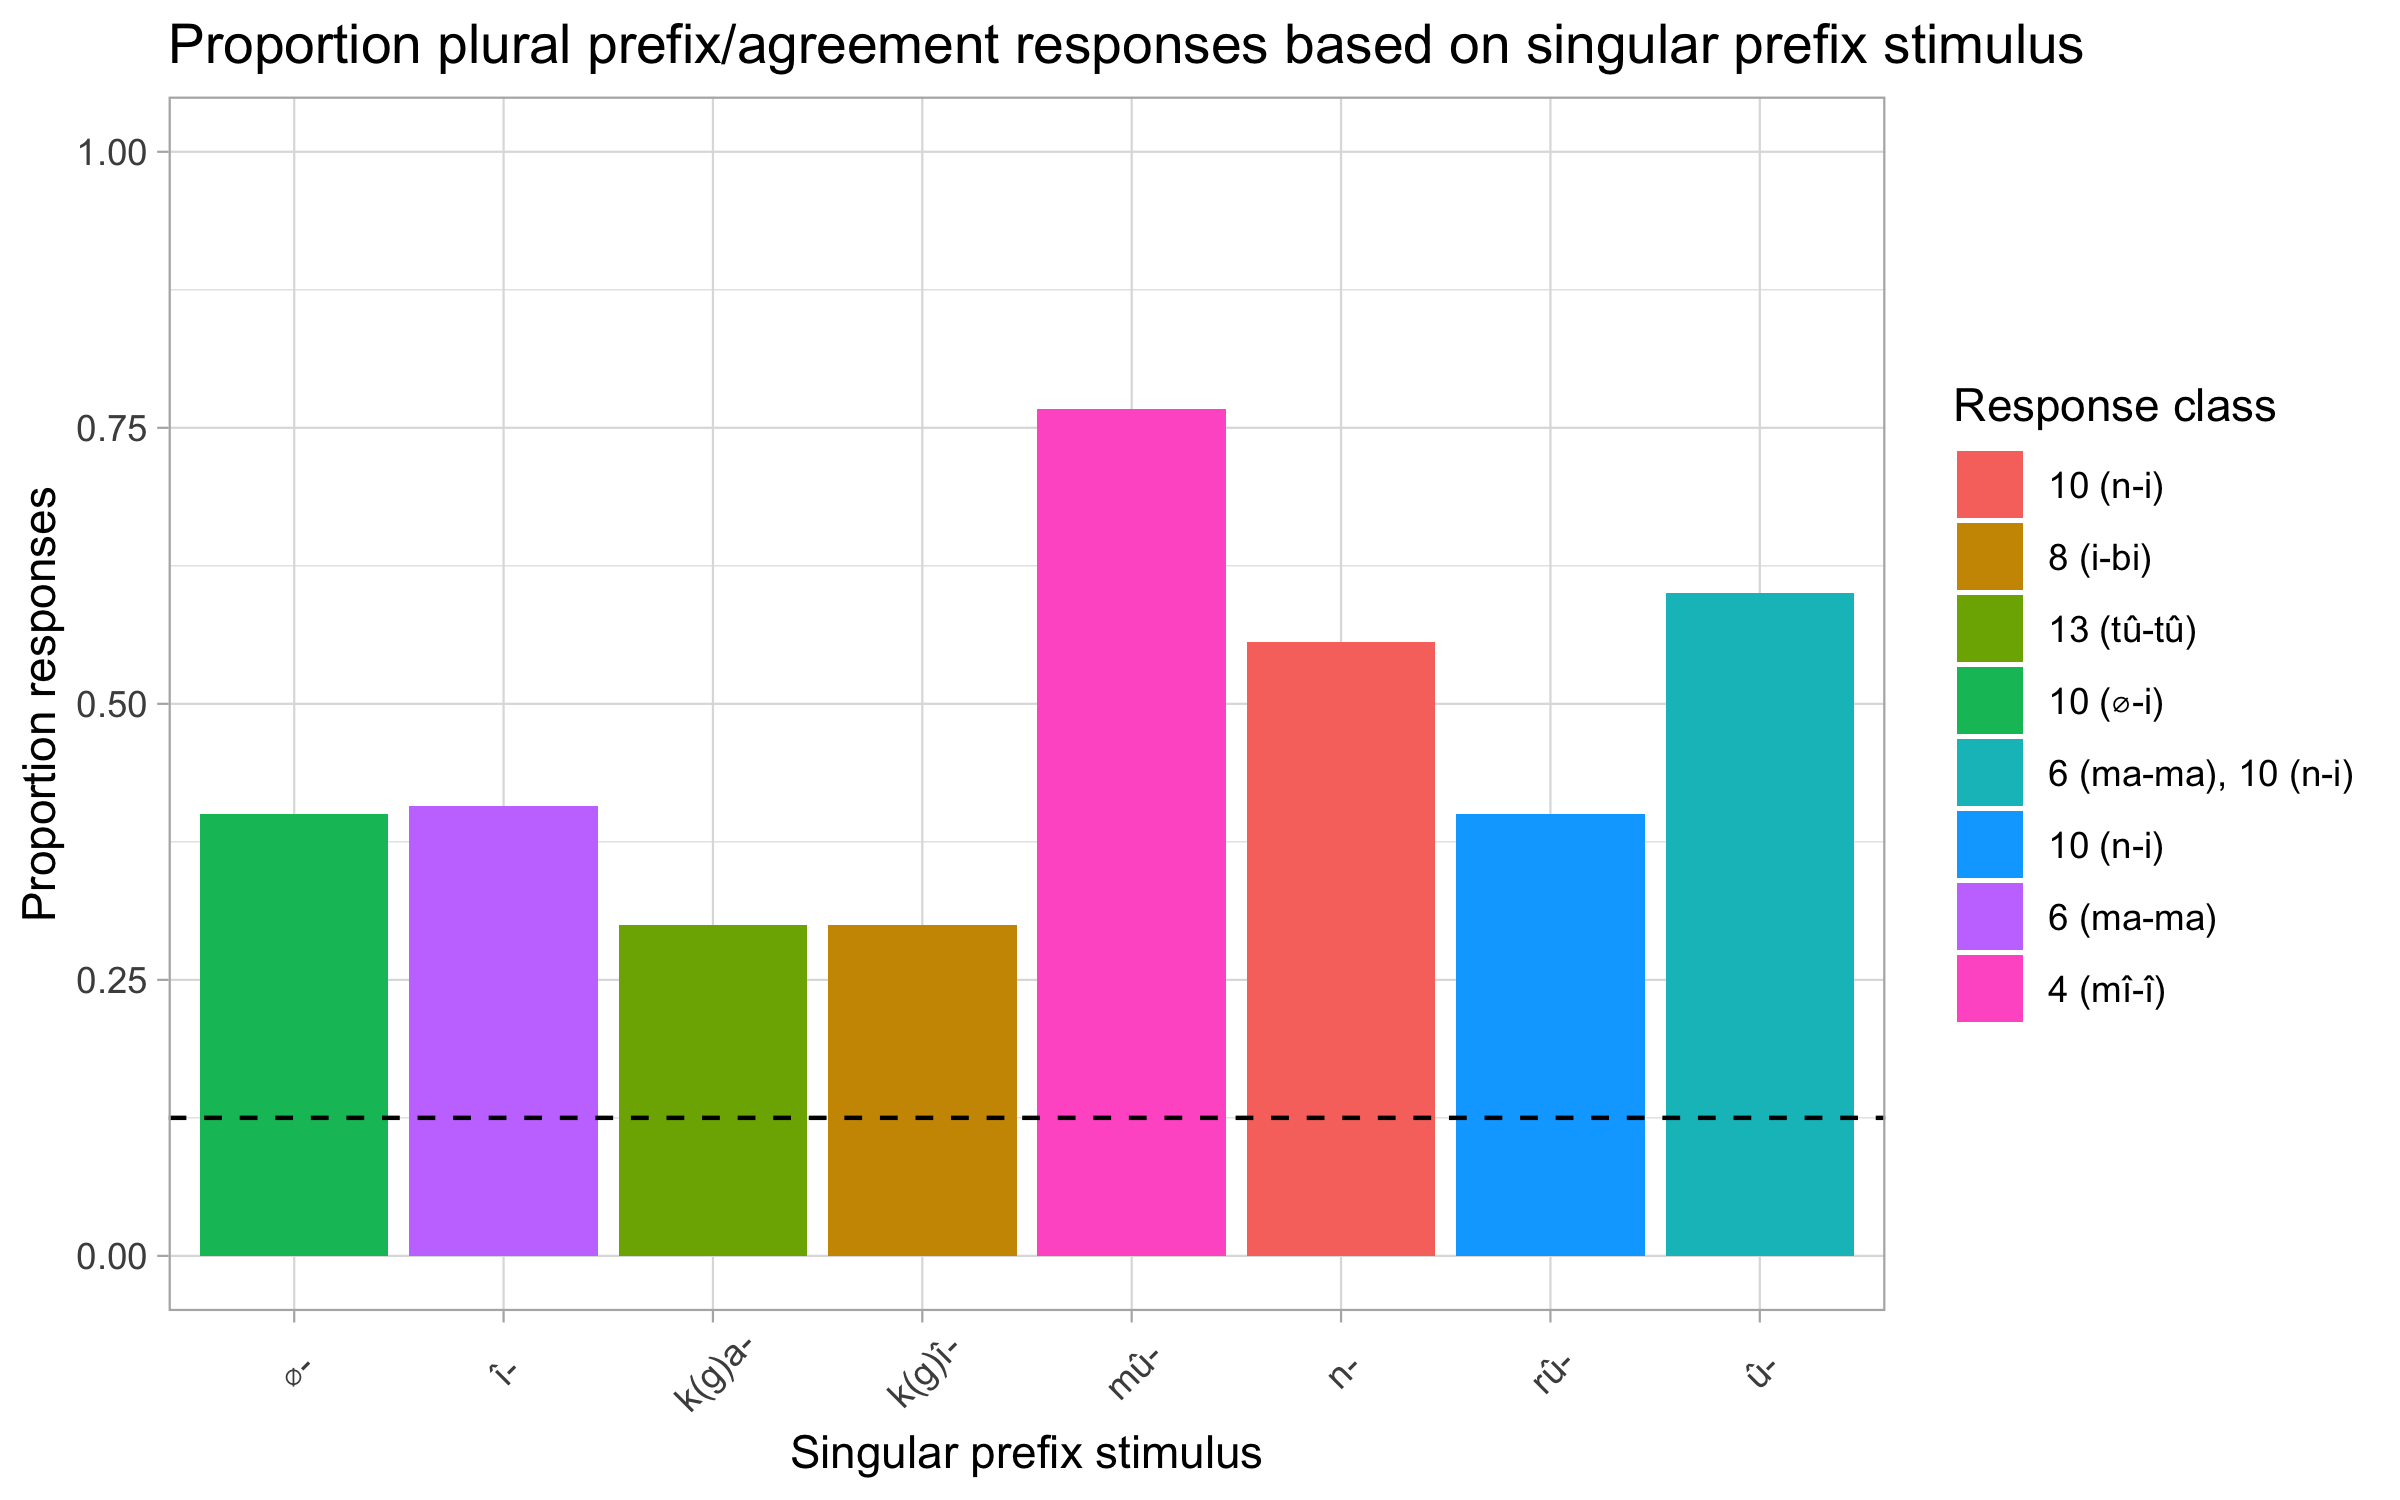 Proportion plural prefix/agreement responses based on singular prefix stimulus
Proportion responses
1.00
0.75
0.50
0.25
0.00
⌀-
î-
k(g)a-
k(g)î-
mû-
n-
rû-
û-
Singular prefix stimulus
Response class
10 (n-i)
8 (i-bi)
13 (tû-tû)
10 (⌀-i)
6 (ma-ma), 10 (n-i)
10 (n-i)
6 (ma-ma)
4 (mî-î)